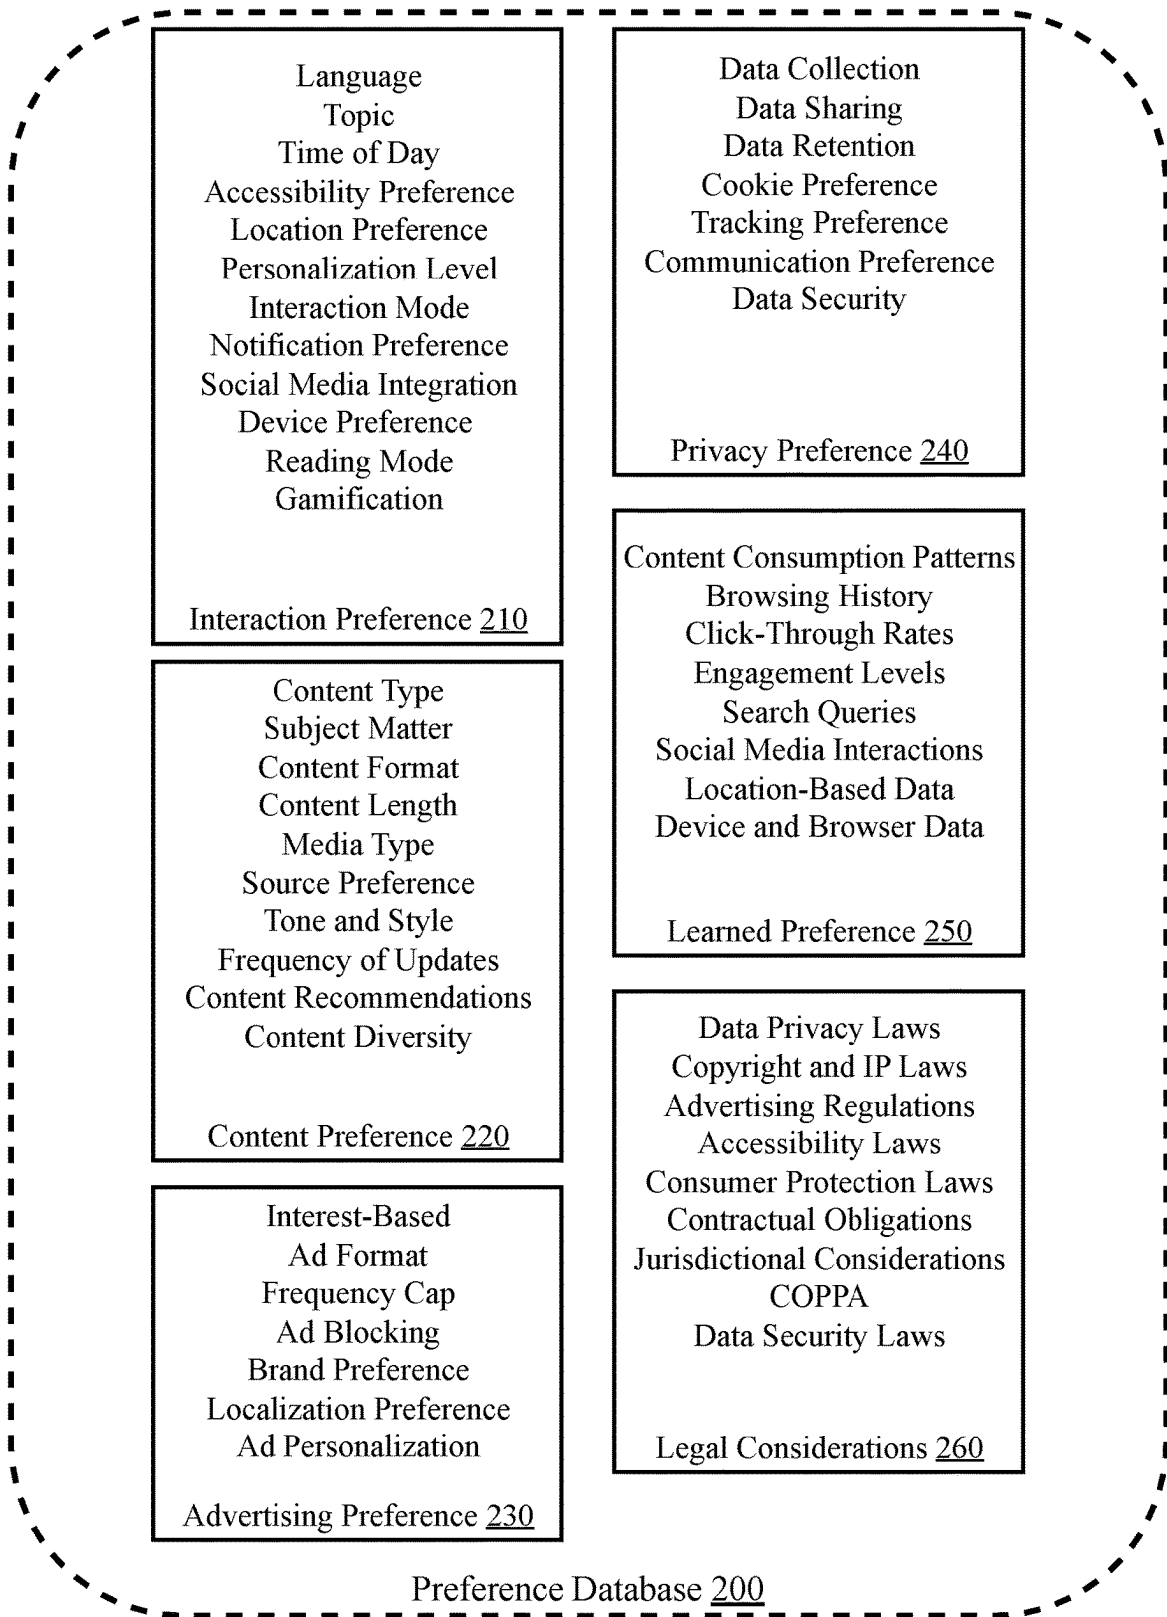 Language
Topic
Time of Day
Accessibility Preference
Location Preference
Personalization Level
Interaction Mode
Notification Preference
Social Media Integration
Device Preference
Reading Mode
Gamification
Interaction Preference 210
Content Type
Subject Matter
Content Format
Content Length
Media Type
Source Preference
Tone and Style
Frequency of Updates
Content Recommendations
Content Diversity
Content Preference 220
Interest-Based
Ad Format
Frequency Cap
Ad Blocking
Brand Preference
Localization Preference
Ad Personalization
Advertising Preference 230
Data Collection
Data Sharing
Data Retention
Cookie Preference
Tracking Preference
Communication Preference
Data Security
Privacy Preference 240
Content Consumption Patterns
Browsing History
Click-Through Rates
Engagement Levels
Search Queries
Social Media Interactions
Location-Based Data
Device and Browser Data
Learned Preference 250
Data Privacy Laws
Copyright and IP Laws
Advertising Regulations
Accessibility Laws
Consumer Protection Laws
Contractual Obligations
Jurisdictional Considerations
COPPA
Data Security Laws
Legal Considerations 260
Preference Database 200